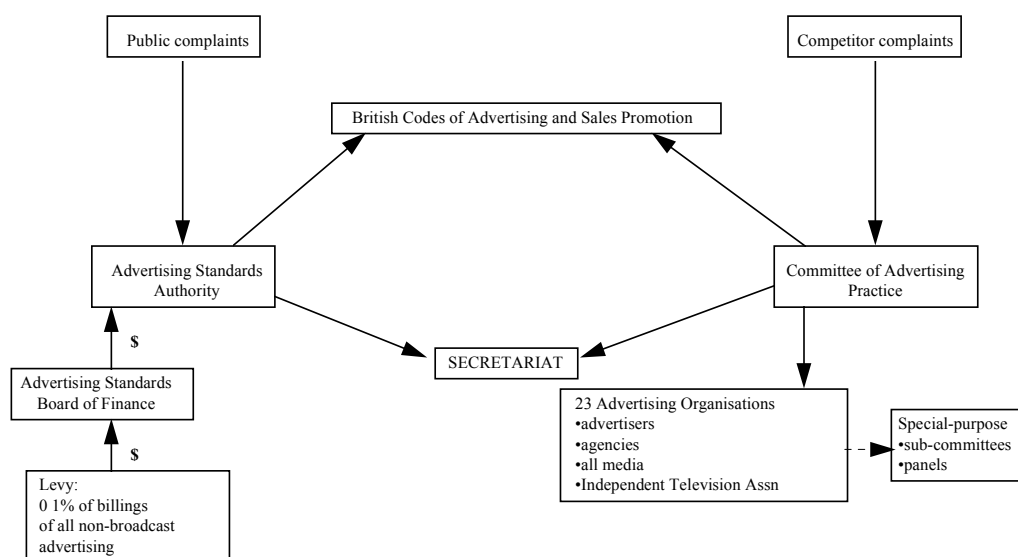 Public complaints
Competitor complaints
British Codes of Advertising and Sales Promotion
Advertising Standards
Authority
Committee of Advertising
Practice
$
SECRETARIAT
Advertising Standards
Board of Finance
23 Advertising Organisations
•advertisers
•agencies
•all media
•Independent Television Assn
Special-purpose
•sub-committees
•panels
$
Levy:
0 1% of billings
of all non-broadcast
advertising